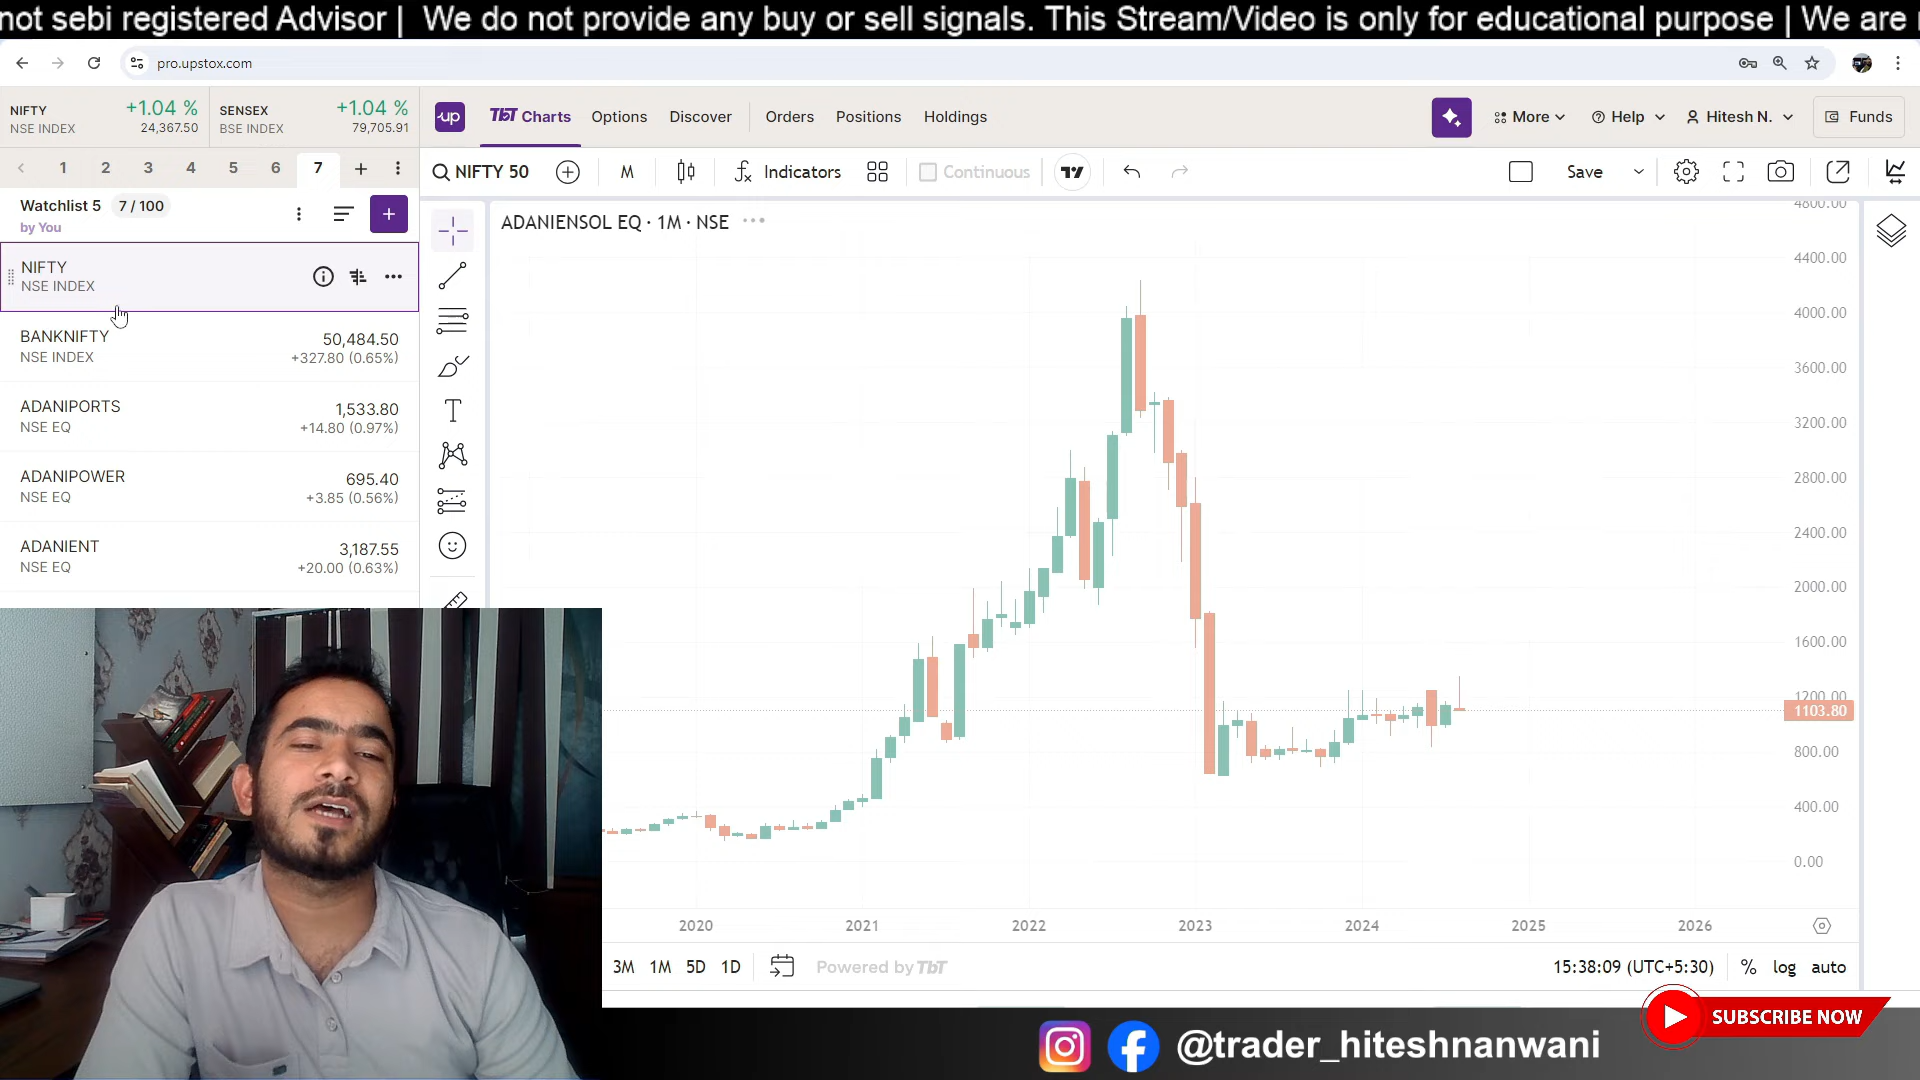 not sebi registered Advisor | We do not provide any buy or sell signals. This Stream/Video is only for educational purpose | We are
pro.upstox.com
NIFTY +1.04 %
NSE INDEX 24,367.50
SENSEX +1.04 %
BSE INDEX 79,705.91
up
TbT Charts Options Discover Orders Positions Holdings
More Help Hitesh N. Funds
1 2 3 4 5 6 7
NIFTY 50 M Indicators Continuous Save
Watchlist 5 7 / 100
by You
NIFTY
NSE INDEX
BANKNIFTY 50,484.50
NSE INDEX +327.80 (0.65%)
ADANIPORTS 1,533.80
NSE EQ +14.80 (0.97%)
ADANIPOWER 695.40
NSE EQ +3.85 (0.56%)
ADANIENT 3,187.55
NSE EQ +20.00 (0.63%)
ADANIENSOL EQ · 1M · NSE
4800.00
4400.00
4000.00
3600.00
3200.00
2800.00
2400.00
2000.00
1600.00
1200.00
1103.80
800.00
400.00
0.00
2020 2021 2022 2023 2024 2025 2026
3M 1M 5D 1D Powered by TbT 15:38:09 (UTC+5:30) % log auto
SUBSCRIBE NOW
@trader_hiteshnanwani